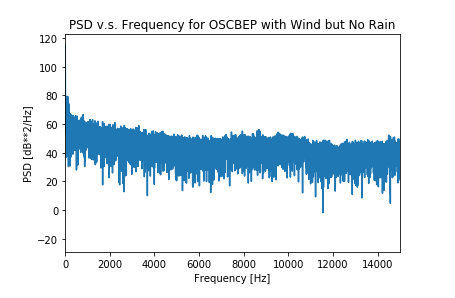 PSD v.s. Frequency for OSCBEP with Wind but No Rain
120
100
80
60
40
20
0
−20
PSD [dB**2/Hz]
0 2000 4000 6000 8000 10000 12000 14000
Frequency [Hz]